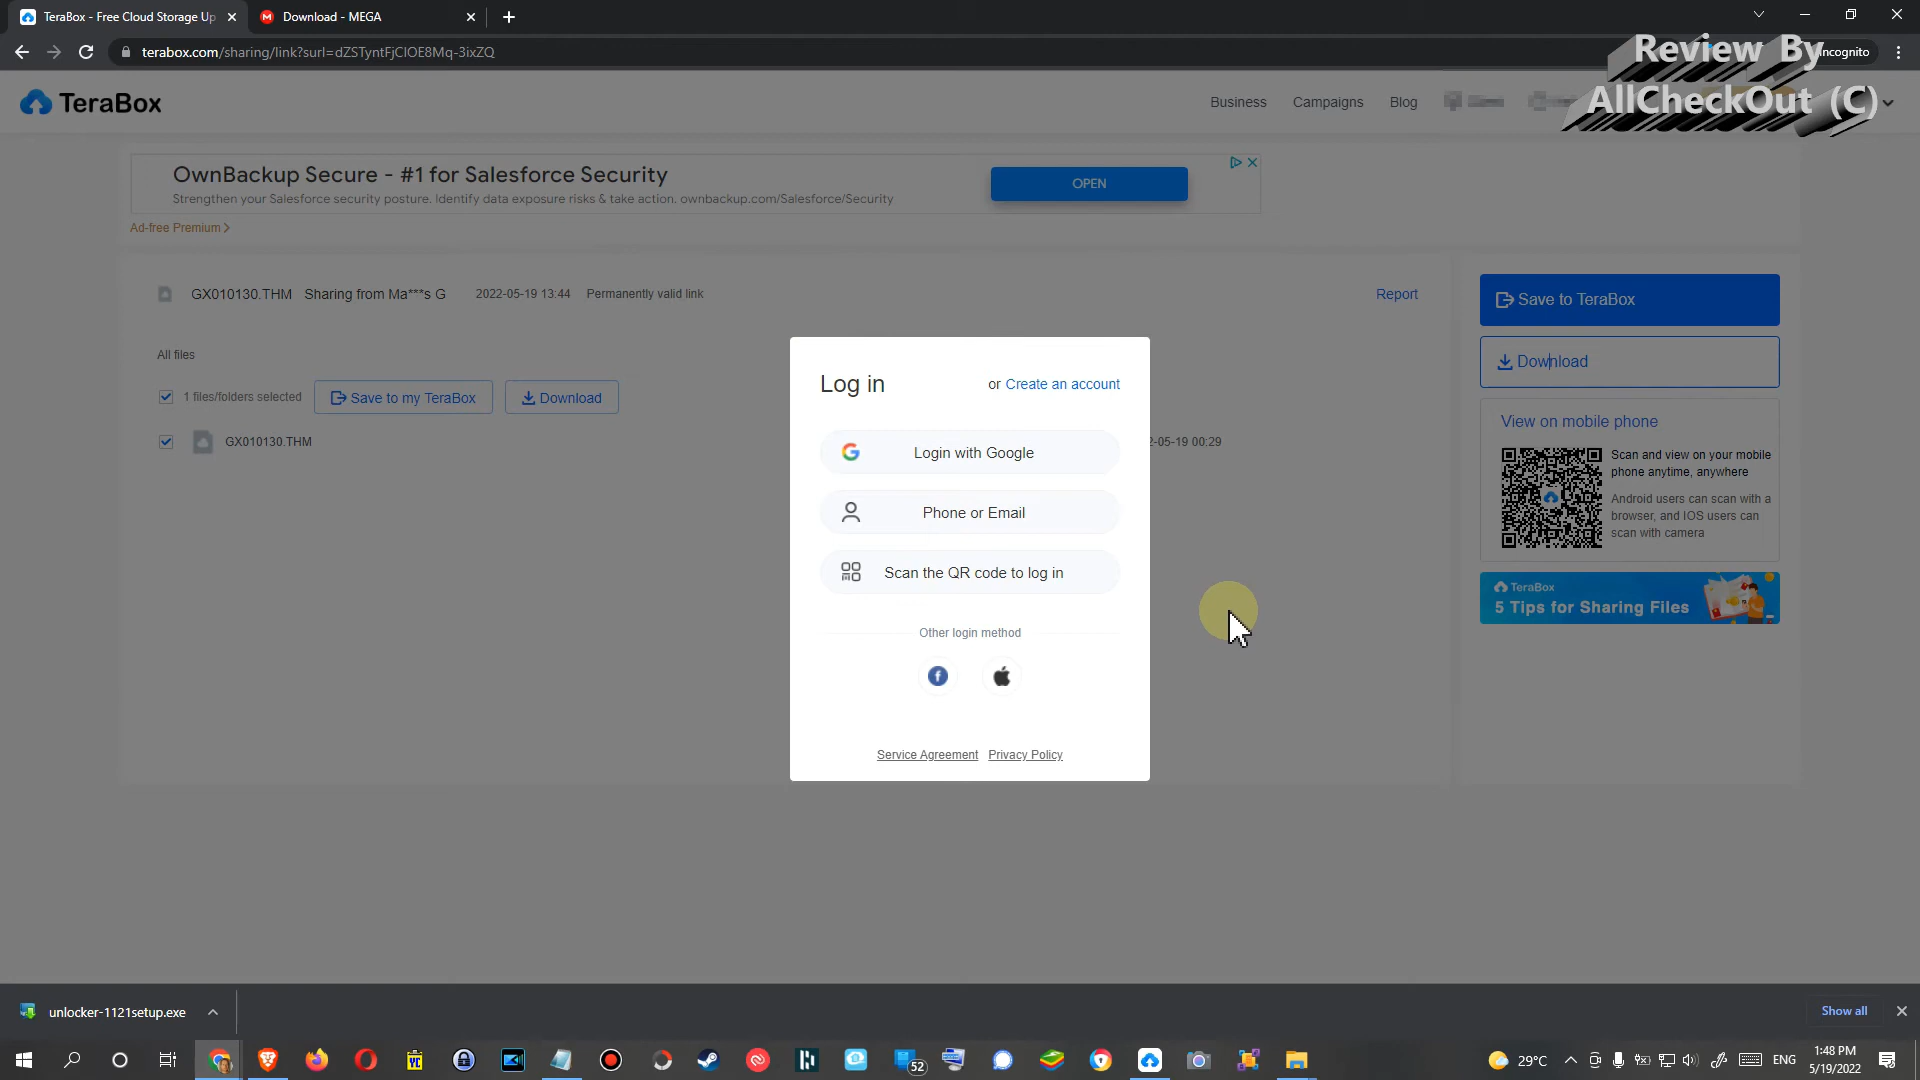 TeraBox - Free Cloud Storage Up
Download - MEGA
terabox.com/sharing/link?surl=dZSTyntFjClOE8Mq-3ixZQ
Incognito
Review By
AllCheckOut (C)
TeraBox
Business
Campaigns
Blog
OwnBackup Secure - #1 for Salesforce Security
Strengthen your Salesforce security posture. Identify data exposure risks & take action. ownbackup.com/Salesforce/Security
OPEN
Ad-free Premium >
GX010130.THM Sharing from Ma***s G 2022-05-19 13:44 Permanently valid link
Report
All files
1 files/folders selected
Save to my TeraBox
Download
GX010130.THM
2-05-19 00:29
Log in
or Create an account
Login with Google
Phone or Email
Scan the QR code to log in
Other login method
Service Agreement Privacy Policy
Save to TeraBox
Download
View on mobile phone
Scan and view on your mobile
phone anytime, anywhere
Android users can scan with a
browser, and IOS users can
scan with camera
TeraBox
5 Tips for Sharing Files
unlocker-1121setup.exe
Show all
52
29°C
ENG
1:48 PM
5/19/2022